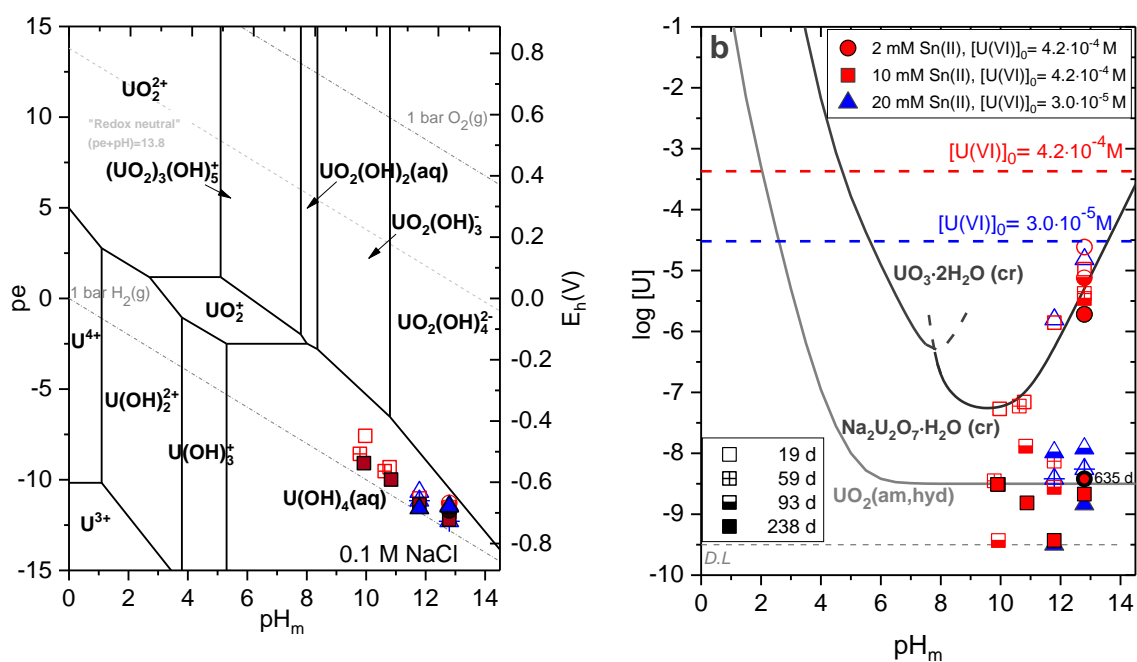 15
10
5
0
-5
-10
-15
pe
0 2 4 6 8 10 12 14
pHm
0.8
0.6
0.4
0.2
0.0
-0.2
-0.4
-0.6
-0.8
Eh(V)
UO₂²⁺
"Redox neutral"
(pe+pH)=13.8
(UO₂)₃(OH)₅⁺
1 bar O₂(g)
UO₂(OH)₂(aq)
UO₂(OH)₃⁻
1 bar H₂(g)
UO₂⁺
UO₂(OH)₄²⁻
U⁴⁺
U(OH)₂²⁺
U(OH)₃⁺
U(OH)₄(aq)
U³⁺
0.1 M NaCl
b
2 mM Sn(II), [U(VI)]₀= 4.2·10⁻⁴ M
10 mM Sn(II), [U(VI)]₀= 4.2·10⁻⁴ M
20 mM Sn(II), [U(VI)]₀= 3.0·10⁻⁵ M
-1
-2
-3
-4
-5
-6
-7
-8
-9
-10
log [U]
[U(VI)]₀= 4.2·10⁻⁴M
[U(VI)]₀= 3.0·10⁻⁵M
UO₃·2H₂O (cr)
Na₂U₂O₇·H₂O (cr)
19 d
59 d
93 d
238 d
635 d
UO₂(am,hyd)
D.L
0 2 4 6 8 10 12 14
pHm